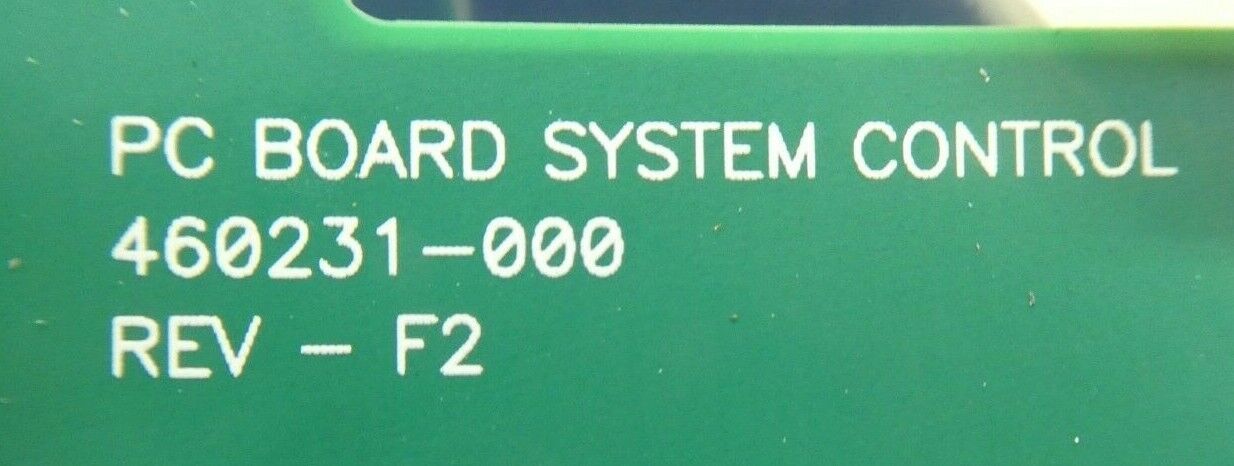 PC BOARD SYSTEM CONTROL
460231-000
REV - F2